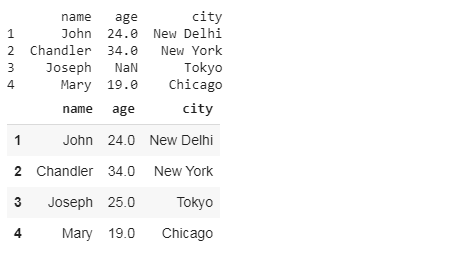 name age city
1 John 24.0 New Delhi
2 Chandler 34.0 New York
3 Joseph NaN Tokyo
4 Mary 19.0 Chicago
name age city
1 John 24.0 New Delhi
2 Chandler 34.0 New York
3 Joseph 25.0 Tokyo
4 Mary 19.0 Chicago